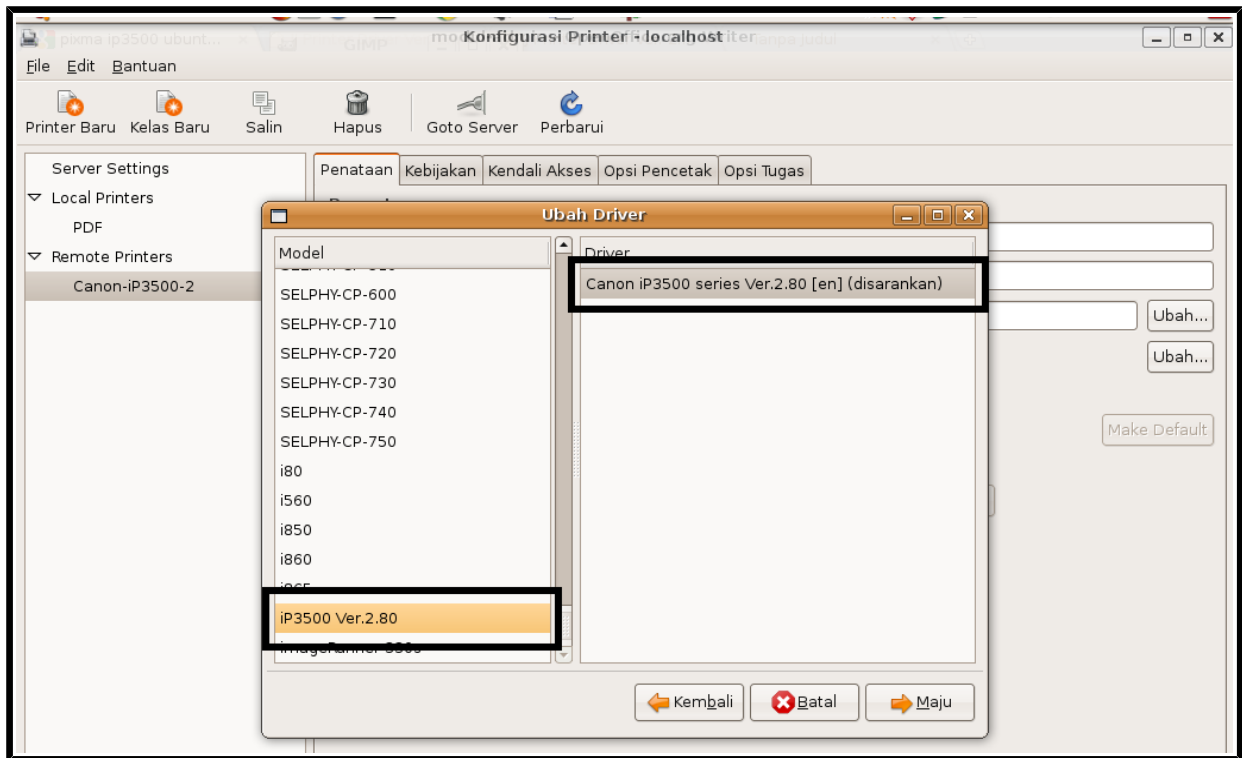 Konfigurasi Printer - localhost
File Edit Bantuan
Printer Baru Kelas Baru Salin Hapus Goto Server Perbarui
Server Settings
Local Printers
PDF
Remote Printers
Canon-iP3500-2
Penataan Kebijakan Kendali Akses Opsi Pencetak Opsi Tugas
Ubah...
Ubah...
Make Default
Ubah Driver
Model
SELPHY-CP-600
SELPHY-CP-710
SELPHY-CP-720
SELPHY-CP-730
SELPHY-CP-740
SELPHY-CP-750
i80
i560
i850
i860
iP3500 Ver.2.80
Driver
Canon iP3500 series Ver.2.80 [en] (disarankan)
Kembali Batal Maju